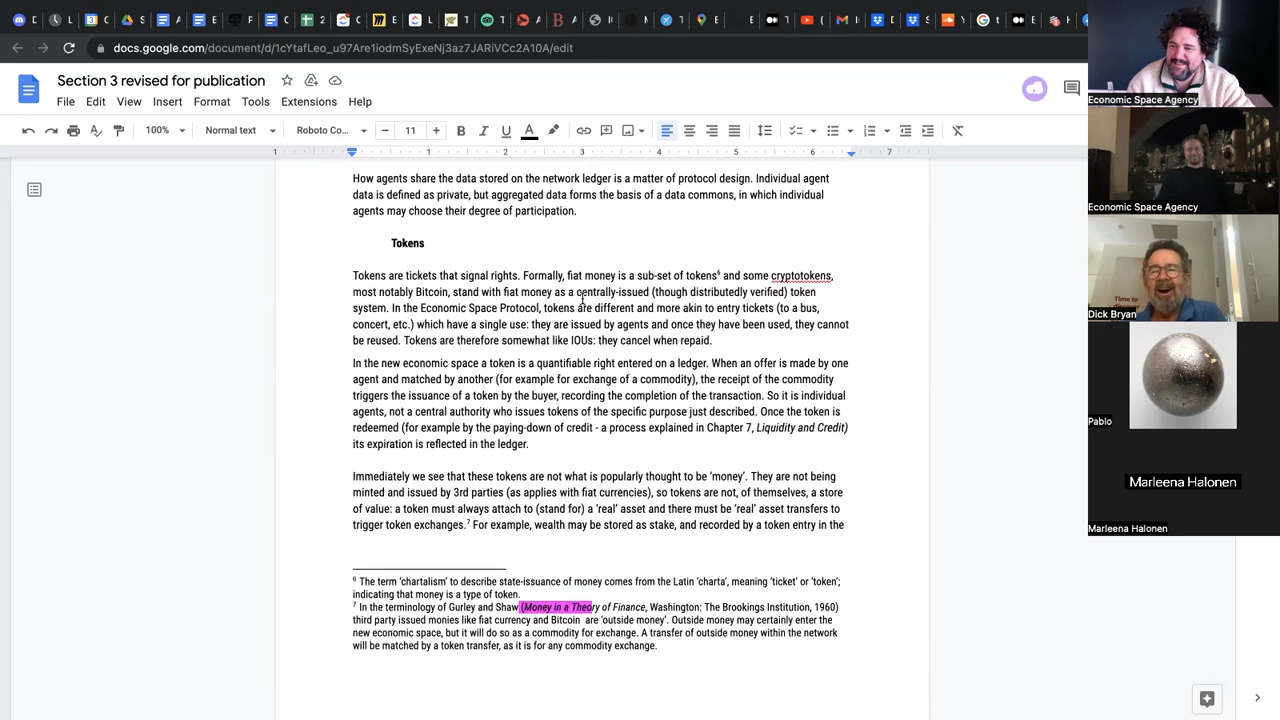 docs.google.com/document/d/1cYtafLeo_u97Are1iodmSyExeNj3az7JARiVCc2A10A/edit
Section 3 revised for publication
File Edit View Insert Format Tools Extensions Help
100% Normal text Roboto Co... 11
1 1 2 3 4 5 6 7
How agents share the data stored on the network ledger is a matter of protocol design. Individual agent
data is defined as private, but aggregated data forms the basis of a data commons, in which individual
agents may choose their degree of participation.
Tokens
Tokens are tickets that signal rights. Formally, fiat money is a sub-set of tokens⁶ and some cryptotokens,
most notably Bitcoin, stand with fiat money as a centrally-issued (though distributedly verified) token
system. In the Economic Space Protocol, tokens are different and more akin to entry tickets (to a bus,
concert, etc.) which have a single use: they are issued by agents and once they have been used, they cannot
be reused. Tokens are therefore somewhat like IOUs: they cancel when repaid.
In the new economic space a token is a quantifiable right entered on a ledger. When an offer is made by one
agent and matched by another (for example for exchange of a commodity), the receipt of the commodity
triggers the issuance of a token by the buyer, recording the completion of the transaction. So it is individual
agents, not a central authority who issues tokens of the specific purpose just described. Once the token is
redeemed (for example by the paying-down of credit - a process explained in Chapter 7, Liquidity and Credit)
its expiration is reflected in the ledger.
Immediately we see that these tokens are not what is popularly thought to be ‘money’. They are not being
minted and issued by 3rd parties (as applies with fiat currencies), so tokens are not, of themselves, a store
of value: a token must always attach to (stand for) a ‘real’ asset and there must be ‘real’ asset transfers to
trigger token exchanges.⁷ For example, wealth may be stored as stake, and recorded by a token entry in the
⁶ The term ‘chartalism’ to describe state-issuance of money comes from the Latin ‘charta’, meaning ‘ticket’ or ‘token’;
indicating that money is a type of token.
⁷ In the terminology of Gurley and Shaw (Money in a Theory of Finance, Washington: The Brookings Institution, 1960)
third party issued monies like fiat currency and Bitcoin are ‘outside money’. Outside money may certainly enter the
new economic space, but it will do so as a commodity for exchange. A transfer of outside money within the network
will be matched by a token transfer, as it is for any commodity exchange.
Economic Space Agency
Economic Space Agency
Time to
Dick Bryan
Pablo
Marleena Halonen
Marleena Halonen